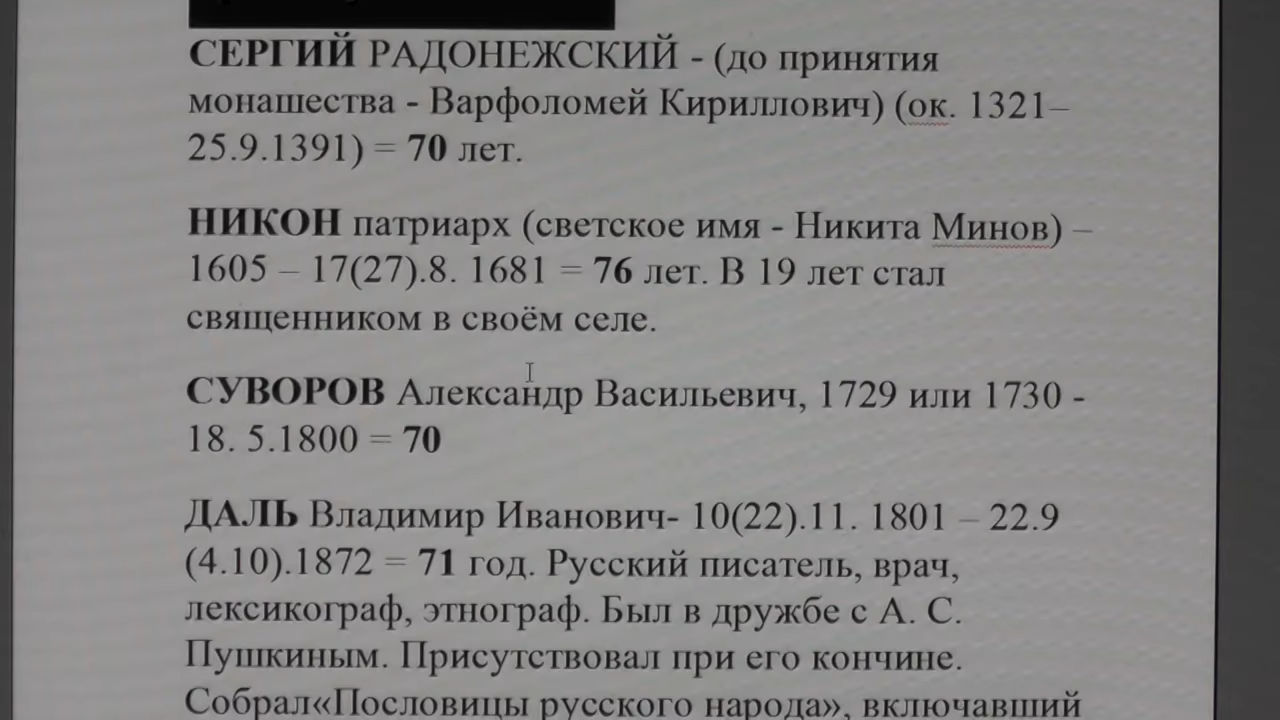 СЕРГИЙ РАДОНЕЖСКИЙ - (до принятия
монашества - Варфоломей Кириллович) (ок. 1321–
25.9.1391) = 70 лет.
НИКОН патриарх (светское имя - Никита Минов) –
1605 – 17(27).8. 1681 = 76 лет. В 19 лет стал
священником в своём селе.
СУВОРОВ Александр Васильевич, 1729 или 1730 -
18. 5.1800 = 70
ДАЛЬ Владимир Иванович- 10(22).11. 1801 – 22.9
(4.10).1872 = 71 год. Русский писатель, врач,
лексикограф, этнограф. Был в дружбе с А. С.
Пушкиным. Присутствовал при его кончине.
Собрал«Пословицы русского народа», включавший